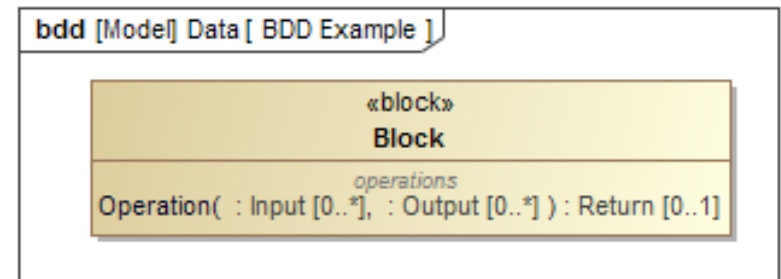 bdd [Model] Data [ BDD Example ]
«block»
Block
operations
Operation( : Input [0..*], : Output [0..*] ) : Return [0..1]